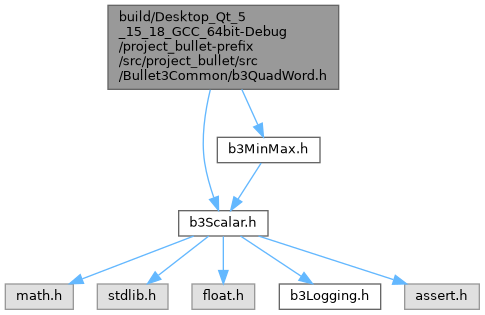 build/Desktop_Qt_5
_15_18_GCC_64bit-Debug
/project_bullet-prefix
/src/project_bullet/src
/Bullet3Common/b3QuadWord.h
b3MinMax.h
b3Scalar.h
math.h
stdlib.h
float.h
b3Logging.h
assert.h